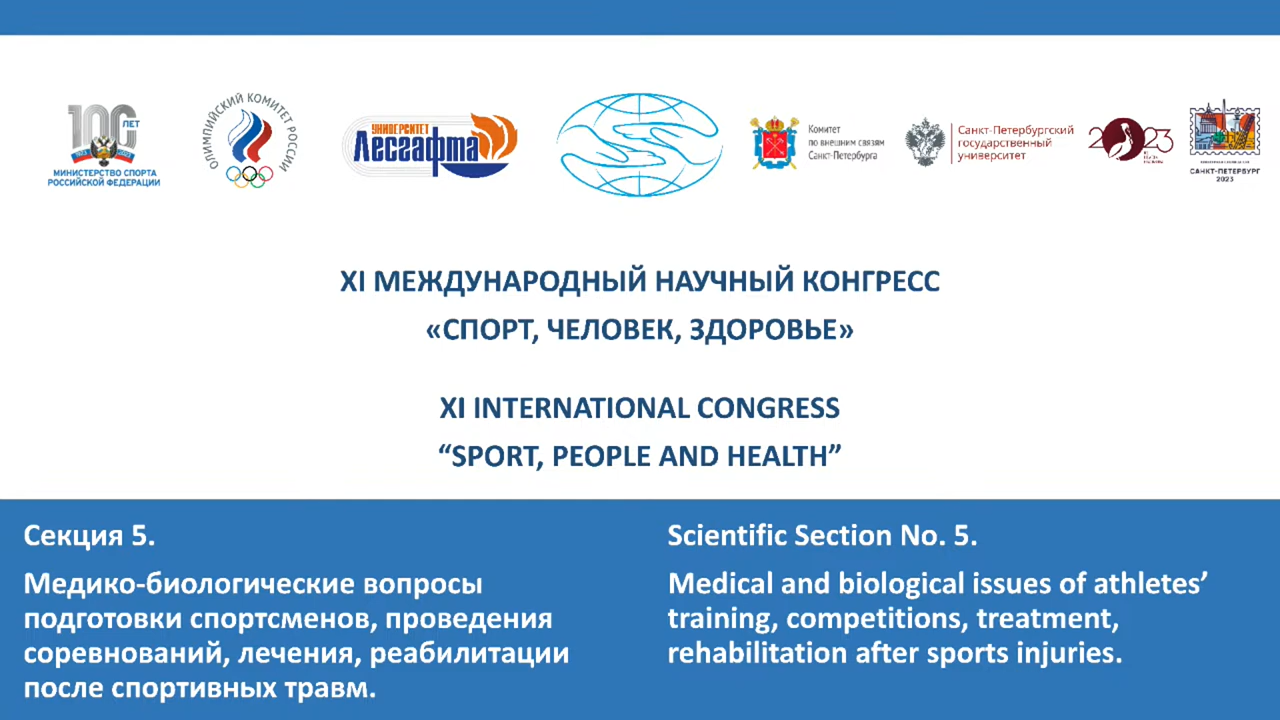 100 ЛЕТ
МИНИСТЕРСТВО СПОРТА
РОССИЙСКОЙ ФЕДЕРАЦИИ
ОЛИМПИЙСКИЙ КОМИТЕТ РОССИИ
УНИВЕРСИТЕТ
Лесгафта
Комитет
по внешним связям
Санкт-Петербурга
Санкт-Петербургский
государственный
университет
2023
САНКТ-ПЕТЕРБУРГ
2023
XI МЕЖДУНАРОДНЫЙ НАУЧНЫЙ КОНГРЕСС
«СПОРТ, ЧЕЛОВЕК, ЗДОРОВЬЕ»
XI INTERNATIONAL CONGRESS
“SPORT, PEOPLE AND HEALTH”
Секция 5.
Медико-биологические вопросы
подготовки спортсменов, проведения
соревнований, лечения, реабилитации
после спортивных травм.
Scientific Section No. 5.
Medical and biological issues of athletes’
training, competitions, treatment,
rehabilitation after sports injuries.